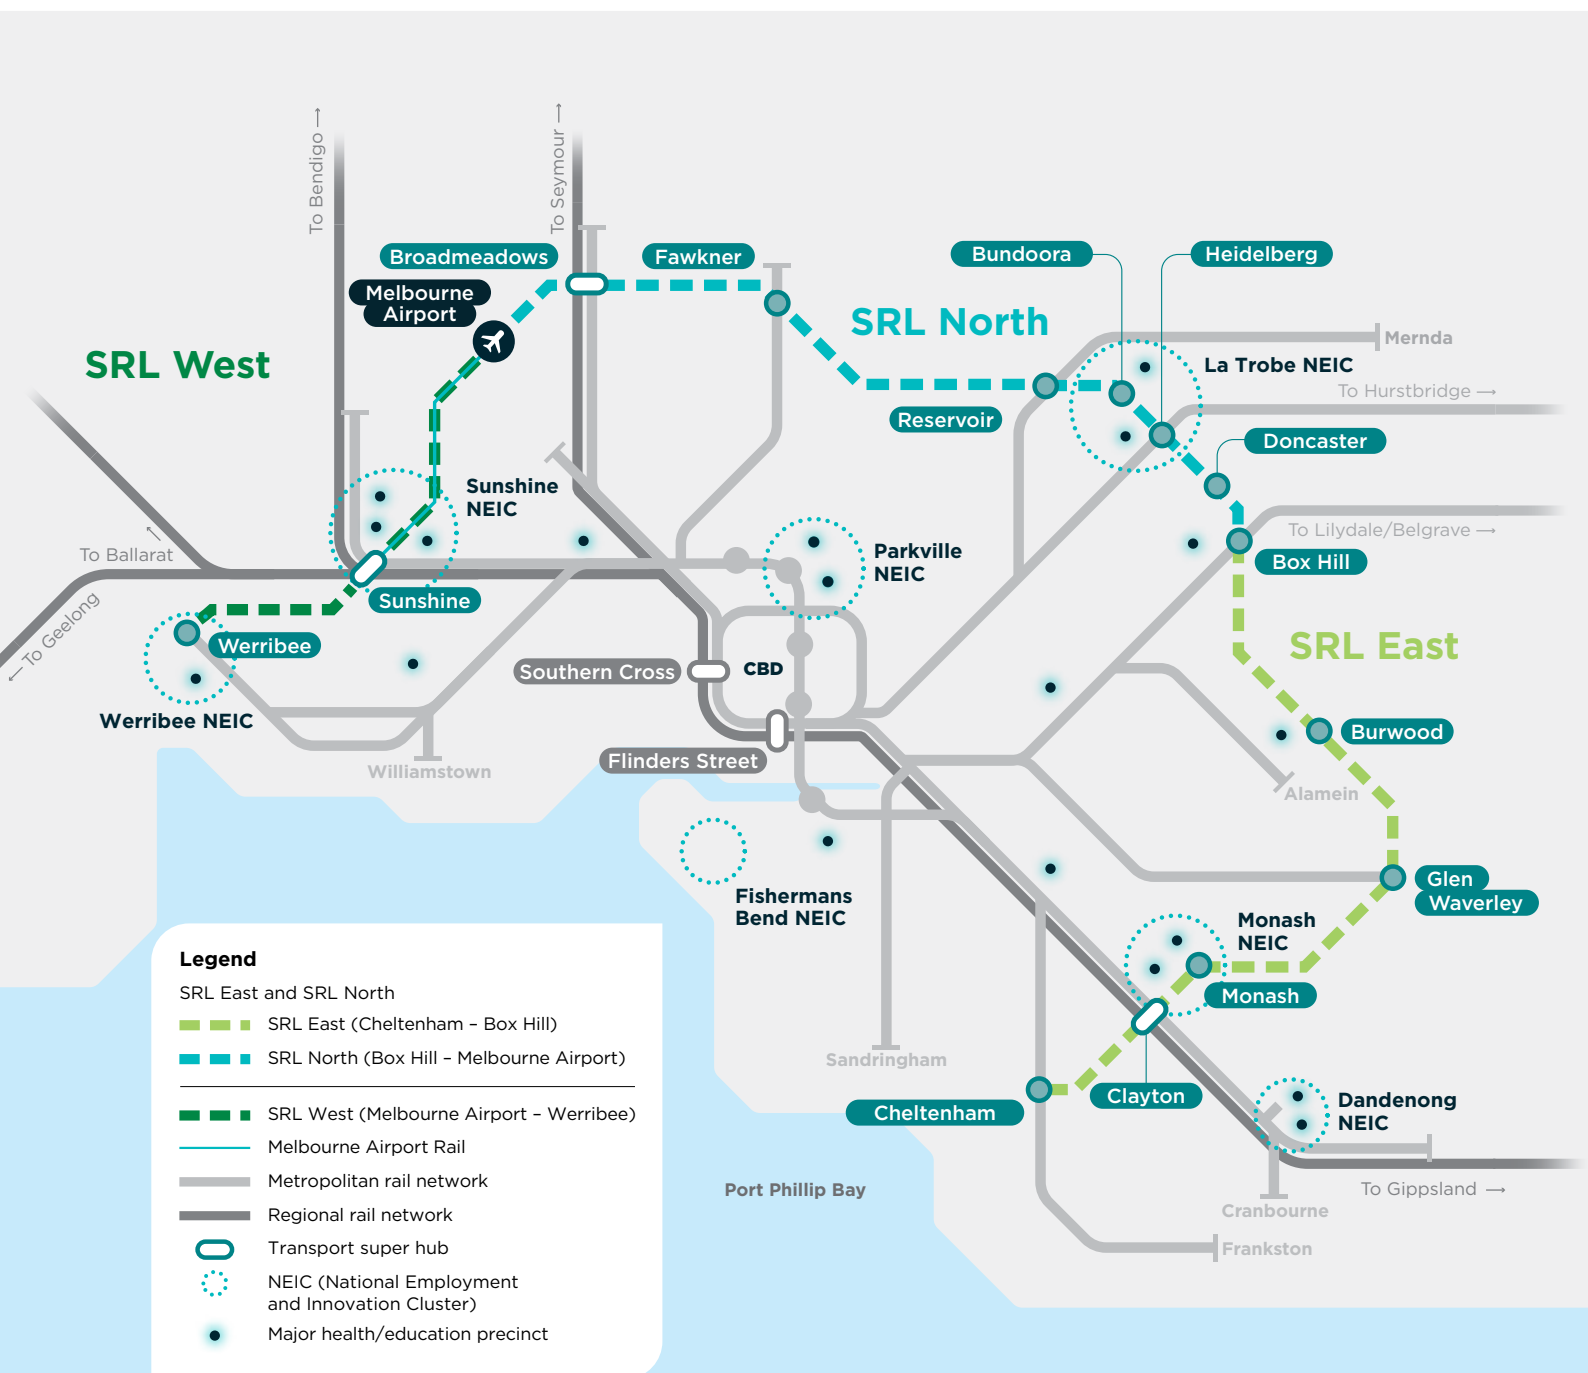 To Bendigo →
To Seymour →
Broadmeadows
Fawkner
Bundoora
Heidelberg
Melbourne
Airport
SRL North
SRL West
Mernda
La Trobe NEIC
To Hurstbridge →
Reservoir
Doncaster
Sunshine
NEIC
To Lilydale/Belgrave →
To Ballarat
Parkville
NEIC
Box Hill
Sunshine
To Geelong
Werribee
SRL East
Southern Cross
CBD
Werribee NEIC
Burwood
Flinders Street
Williamstown
Alamein
Glen
Waverley
Fishermans
Bend NEIC
Monash
NEIC
Monash
Sandringham
Clayton
Cheltenham
Dandenong
NEIC
Port Phillip Bay
To Gippsland →
Cranbourne
Frankston
Legend
SRL East and SRL North
SRL East (Cheltenham – Box Hill)
SRL North (Box Hill – Melbourne Airport)
SRL West (Melbourne Airport – Werribee)
Melbourne Airport Rail
Metropolitan rail network
Regional rail network
Transport super hub
NEIC (National Employment
and Innovation Cluster)
Major health/education precinct